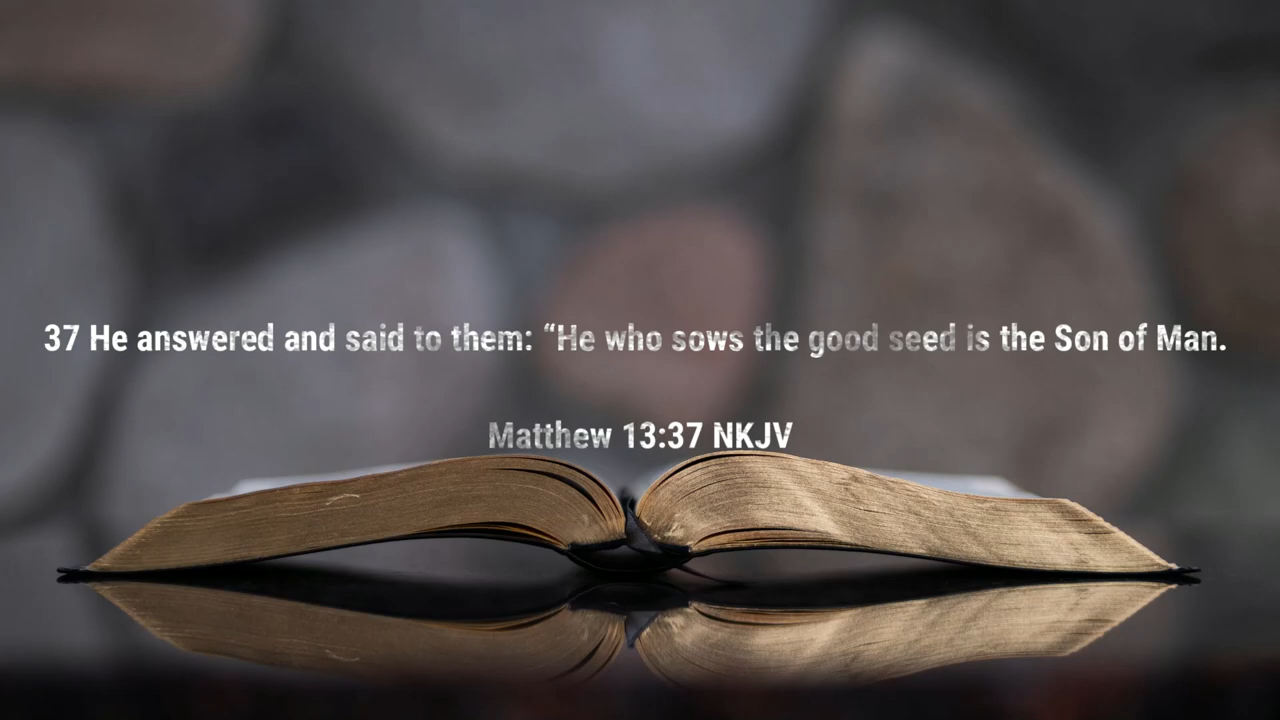 37 He answered and said to them: “He who sows the good seed is the Son of Man.
Matthew 13:37 NKJV